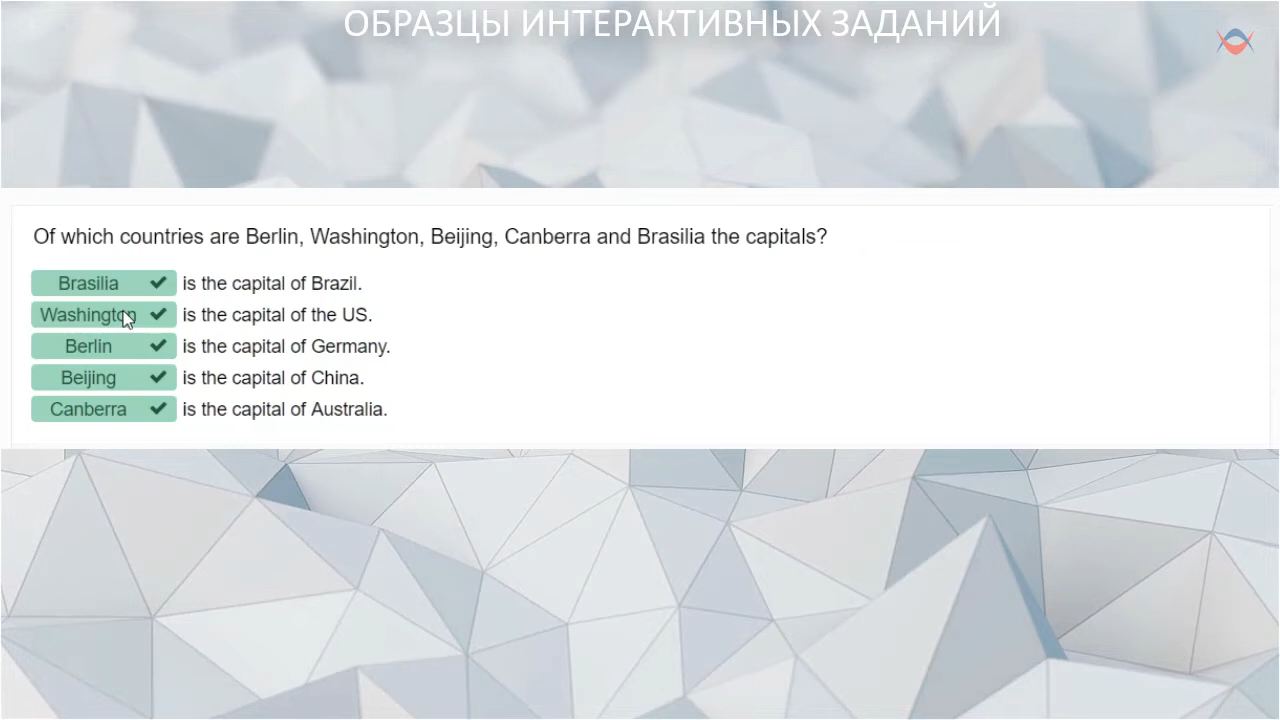 ОБРАЗЦЫ ИНТЕРАКТИВНЫХ ЗАДАНИЙ
Of which countries are Berlin, Washington, Beijing, Canberra and Brasilia the capitals?
Brasilia is the capital of Brazil.
Washington is the capital of the US.
Berlin is the capital of Germany.
Beijing is the capital of China.
Canberra is the capital of Australia.